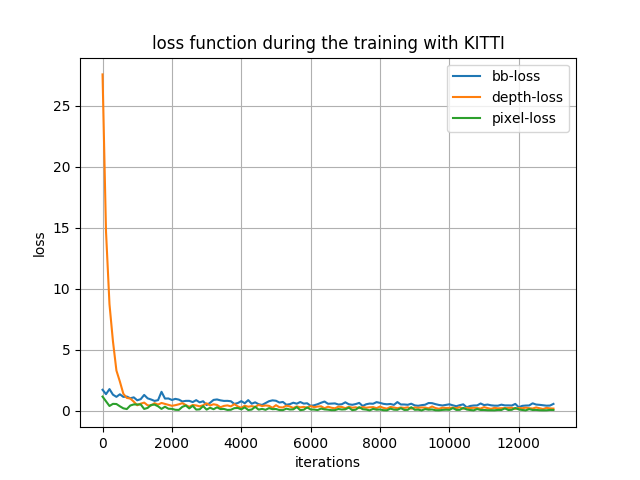 loss function during the training with KITTI
bb-loss
depth-loss
pixel-loss
25
20
15
10
5
0
loss
0 2000 4000 6000 8000 10000 12000
iterations